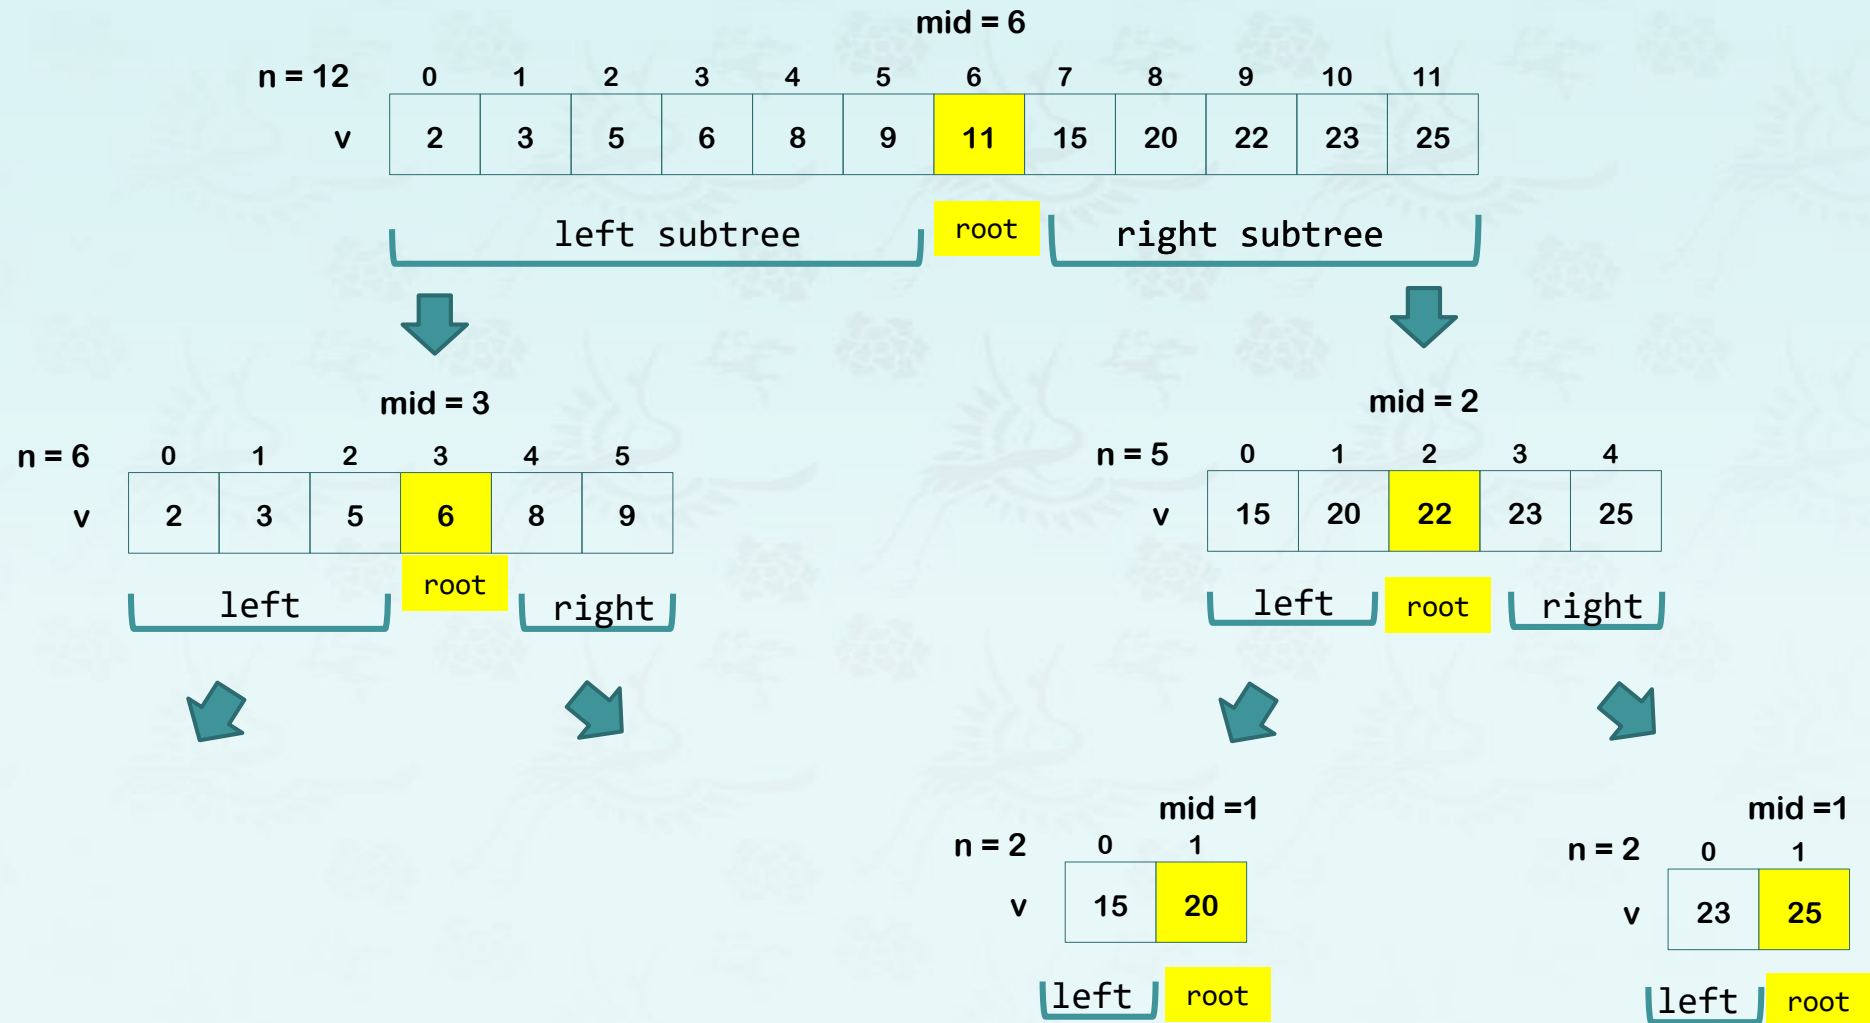 mid = 6
n = 12 0 1 2 3 4 5 6 7 8 9 10 11
v 2 3 5 6 8 9 11 15 20 22 23 25
left subtree root right subtree
mid = 3
n = 6 0 1 2 3 4 5
v 2 3 5 6 8 9
left root right
mid = 2
n = 5 0 1 2 3 4
v 15 20 22 23 25
left root right
mid =1
n = 2 0 1
v 15 20
left root
mid =1
n = 2 0 1
v 23 25
left root